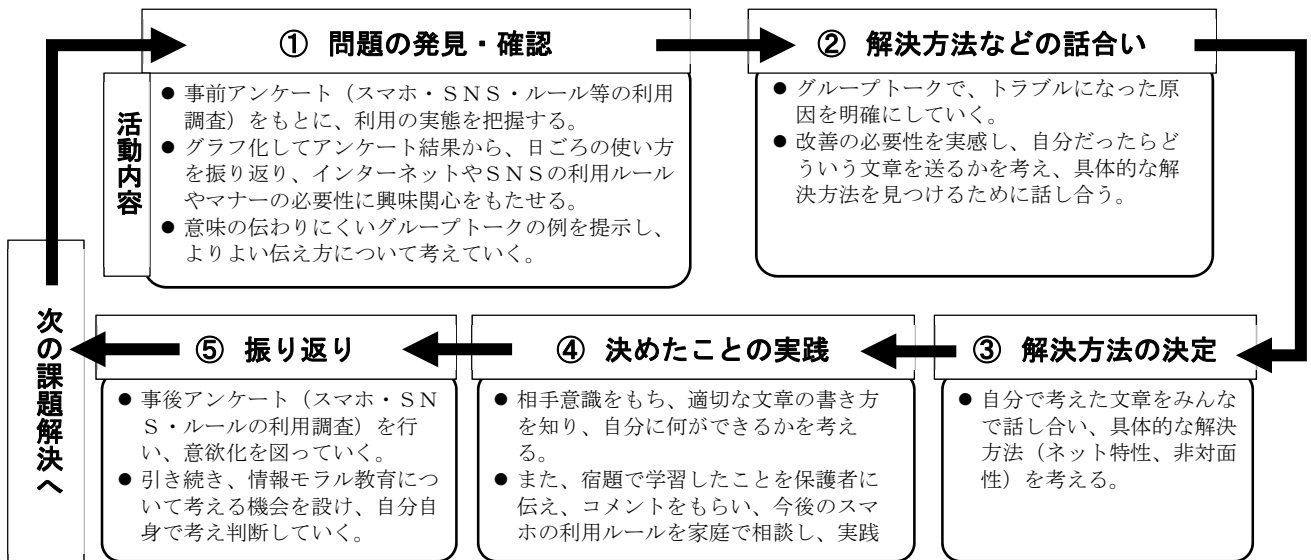 ① 問題の発見・確認
活動内容
● 事前アンケート（スマホ・ＳＮＳ・ルール等の利用
調査）をもとに、利用の実態を把握する。
● グラフ化してアンケート結果から、日ごろの使い方
を振り返り、インターネットやＳＮＳの利用ルール
やマナーの必要性に興味関心をもたせる。
● 意味の伝わりにくいグループトークの例を提示し、
よりよい伝え方について考えていく。
② 解決方法などの話合い
● グループトークで、トラブルになった原
因を明確にしていく。
● 改善の必要性を実感し、自分だったらど
ういう文章を送るかを考え、具体的な解
決方法を見つけるために話し合う。
③ 解決方法の決定
● 自分で考えた文章をみんな
で話し合い、具体的な解決
方法（ネット特性、非対面
性）を考える。
④ 決めたことの実践
● 相手意識をもち、適切な文章の書き方
を知り、自分に何ができるかを考え
る。
● また、宿題で学習したことを保護者に
伝え、コメントをもらい、今後のスマ
ホの利用ルールを家庭で相談し、実践
⑤ 振り返り
● 事後アンケート（スマホ・ＳＮ
Ｓ・ルールの利用調査）を行
い、意欲化を図っていく。
● 引き続き、情報モラル教育につ
いて考える機会を設け、自分自
身で考え判断していく。
次の課題解決へ